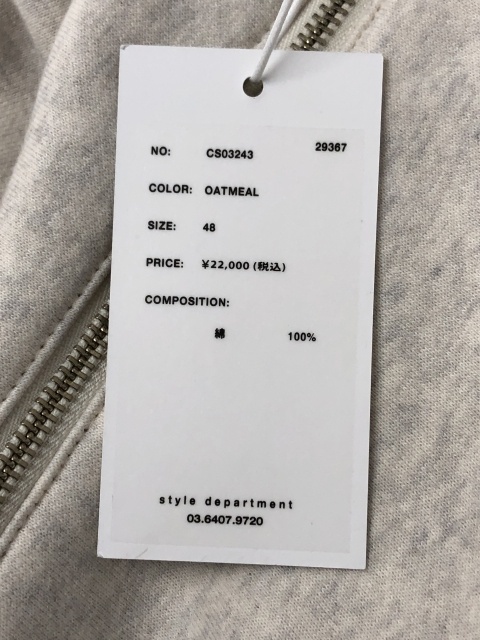 29367
NO: CS03243
COLOR: OATMEAL
SIZE: 48
PRICE: ¥22,000 (税込)
COMPOSITION:
綿 100%
style department
03.6407.9720